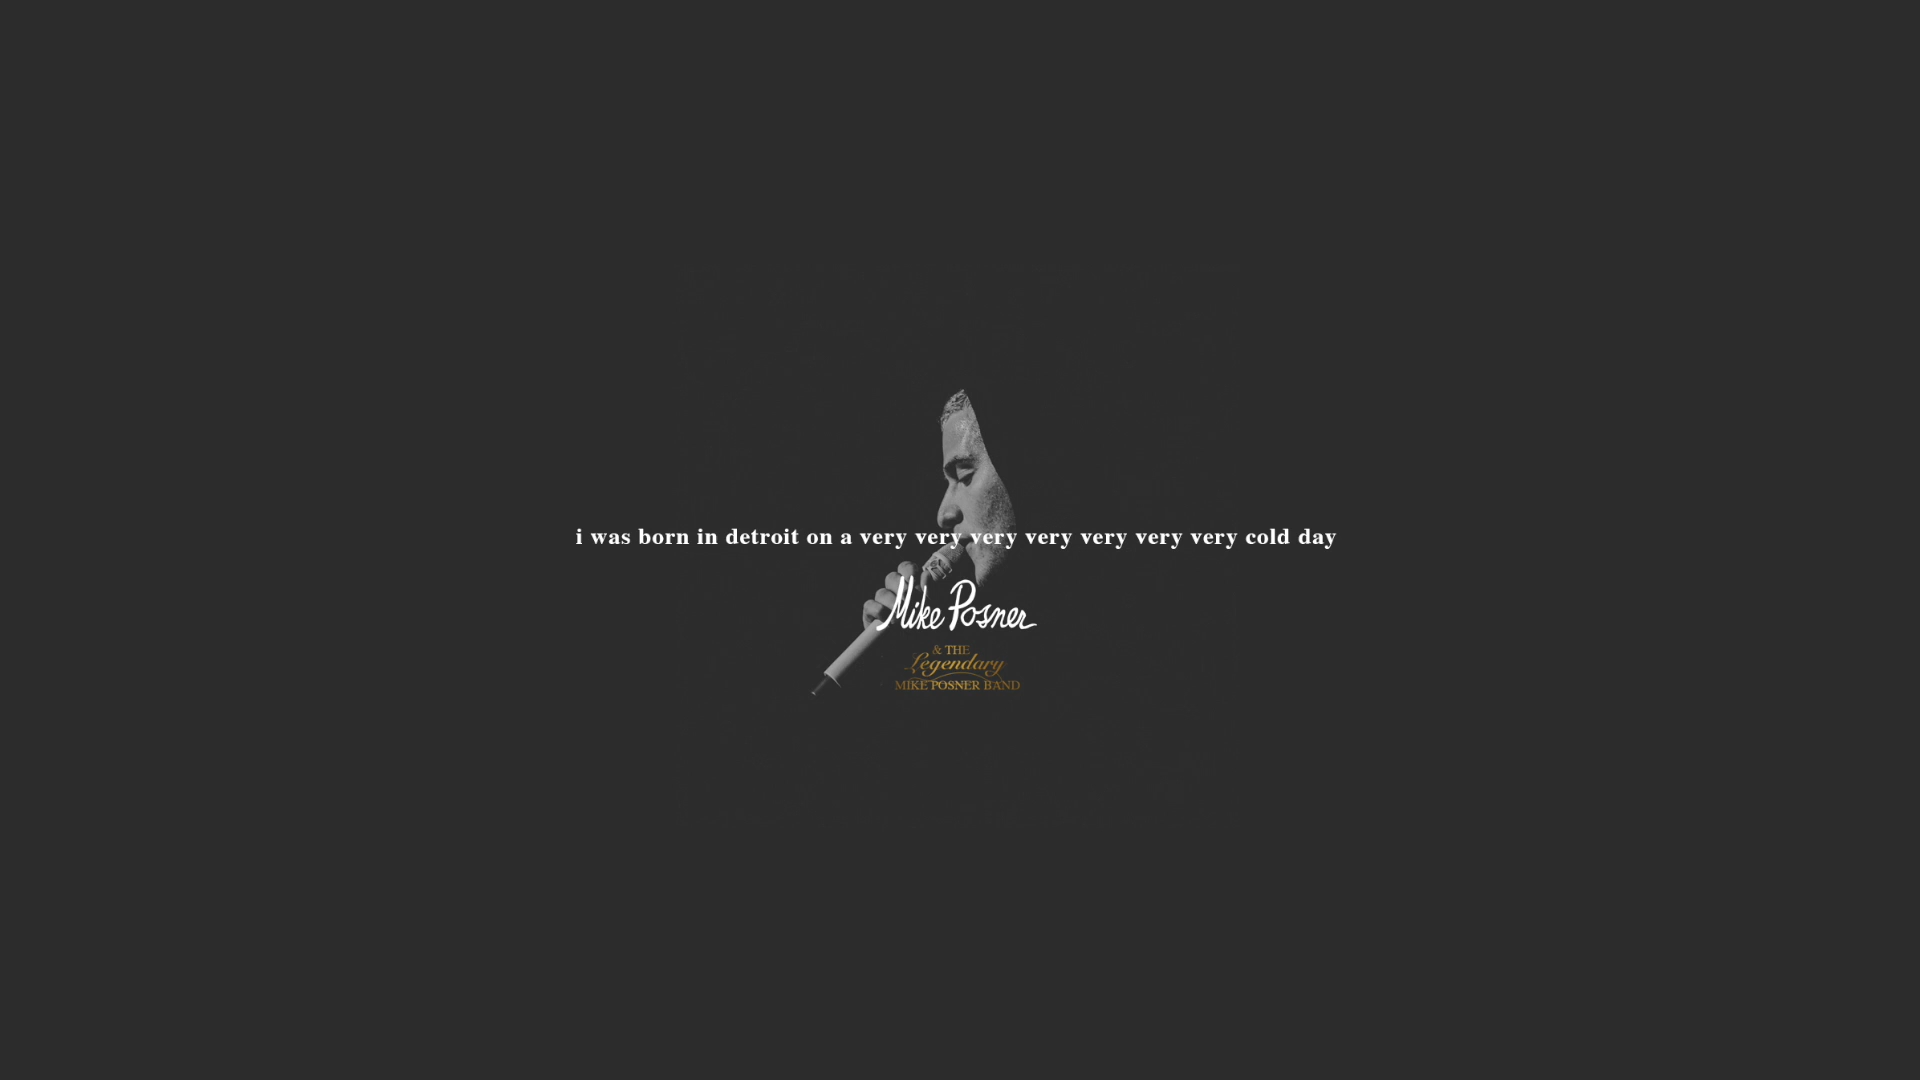 i was born in detroit on a very very very very very very very cold day
Mike Posner
& THE
Legendary
MIKE POSNER BAND